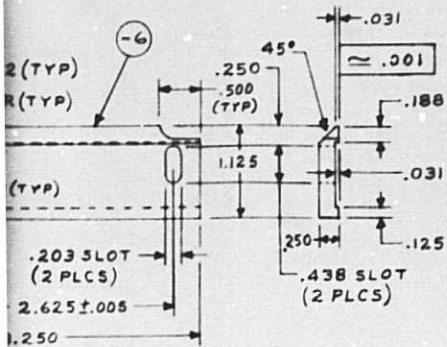 -6
.031
2 (TYP)
45°
.250
≃ .001
R (TYP)
.500
(TYP)
.188
1.125
.031
(TYP)
.250
.125
.203 SLOT
(2 PLCS)
.438 SLOT
(2 PLCS)
2.625±.005
.250